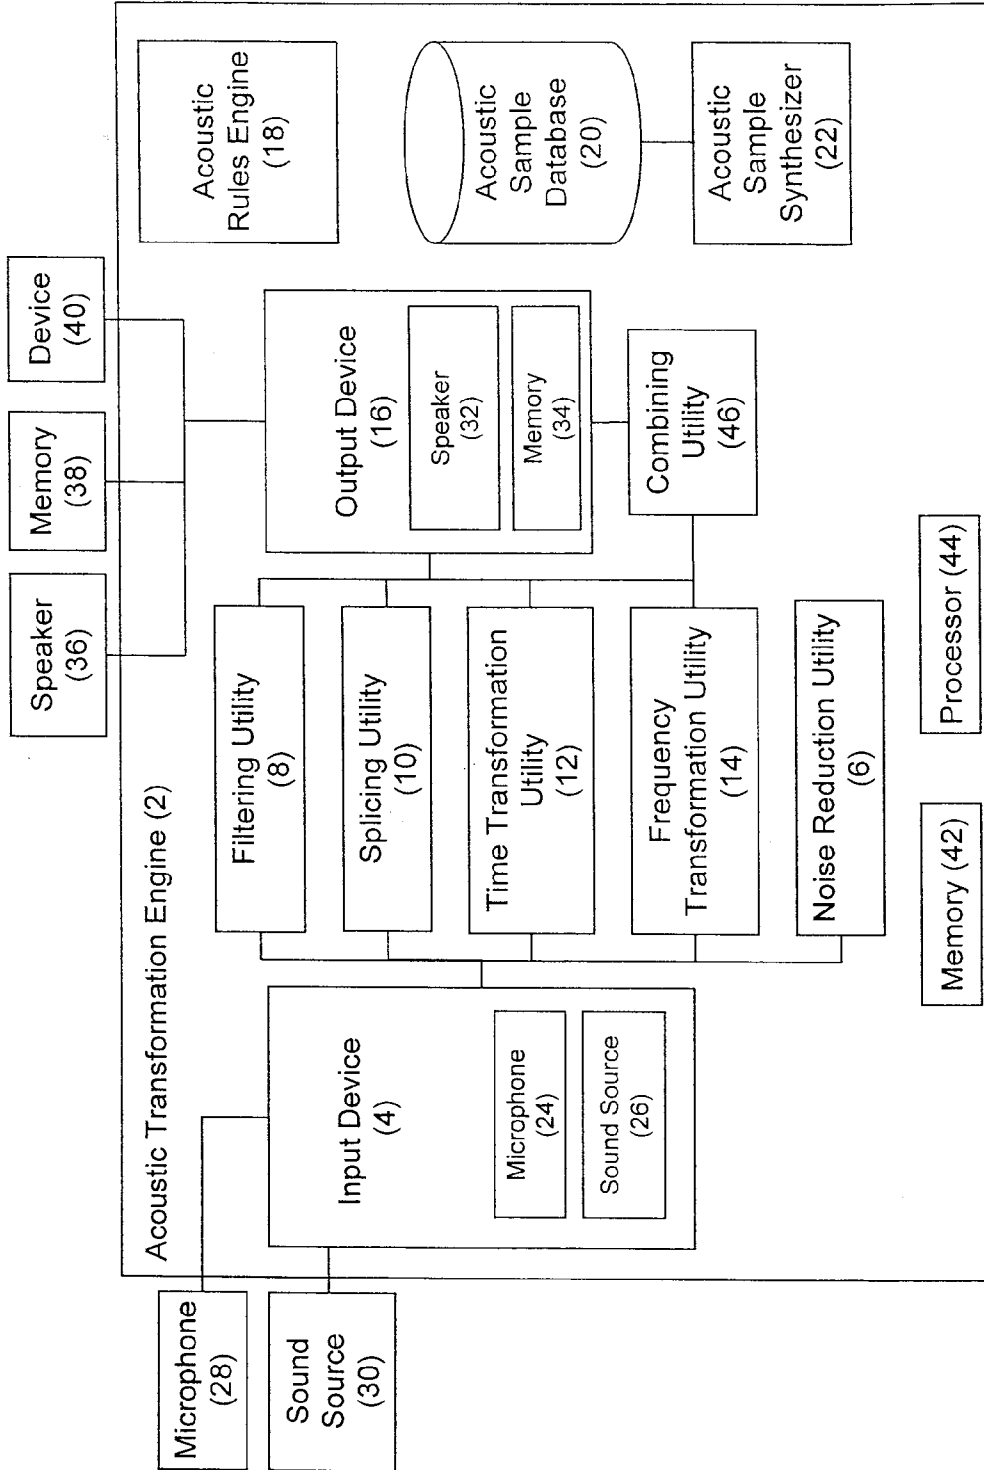 Speaker
(36)
Memory
(38)
Device
(40)
Acoustic Transformation Engine (2)
Microphone
(28)
Sound
Source
(30)
Input Device
(4)
Microphone
(24)
Sound Source
(26)
Filtering Utility
(8)
Splicing Utility
(10)
Time Transformation
Utility
(12)
Frequency
Transformation Utility
(14)
Noise Reduction Utility
(6)
Output Device
(16)
Speaker
(32)
Memory
(34)
Combining
Utility
(46)
Acoustic
Rules Engine
(18)
Acoustic
Sample
Database
(20)
Acoustic
Sample
Synthesizer
(22)
Memory (42)
Processor (44)